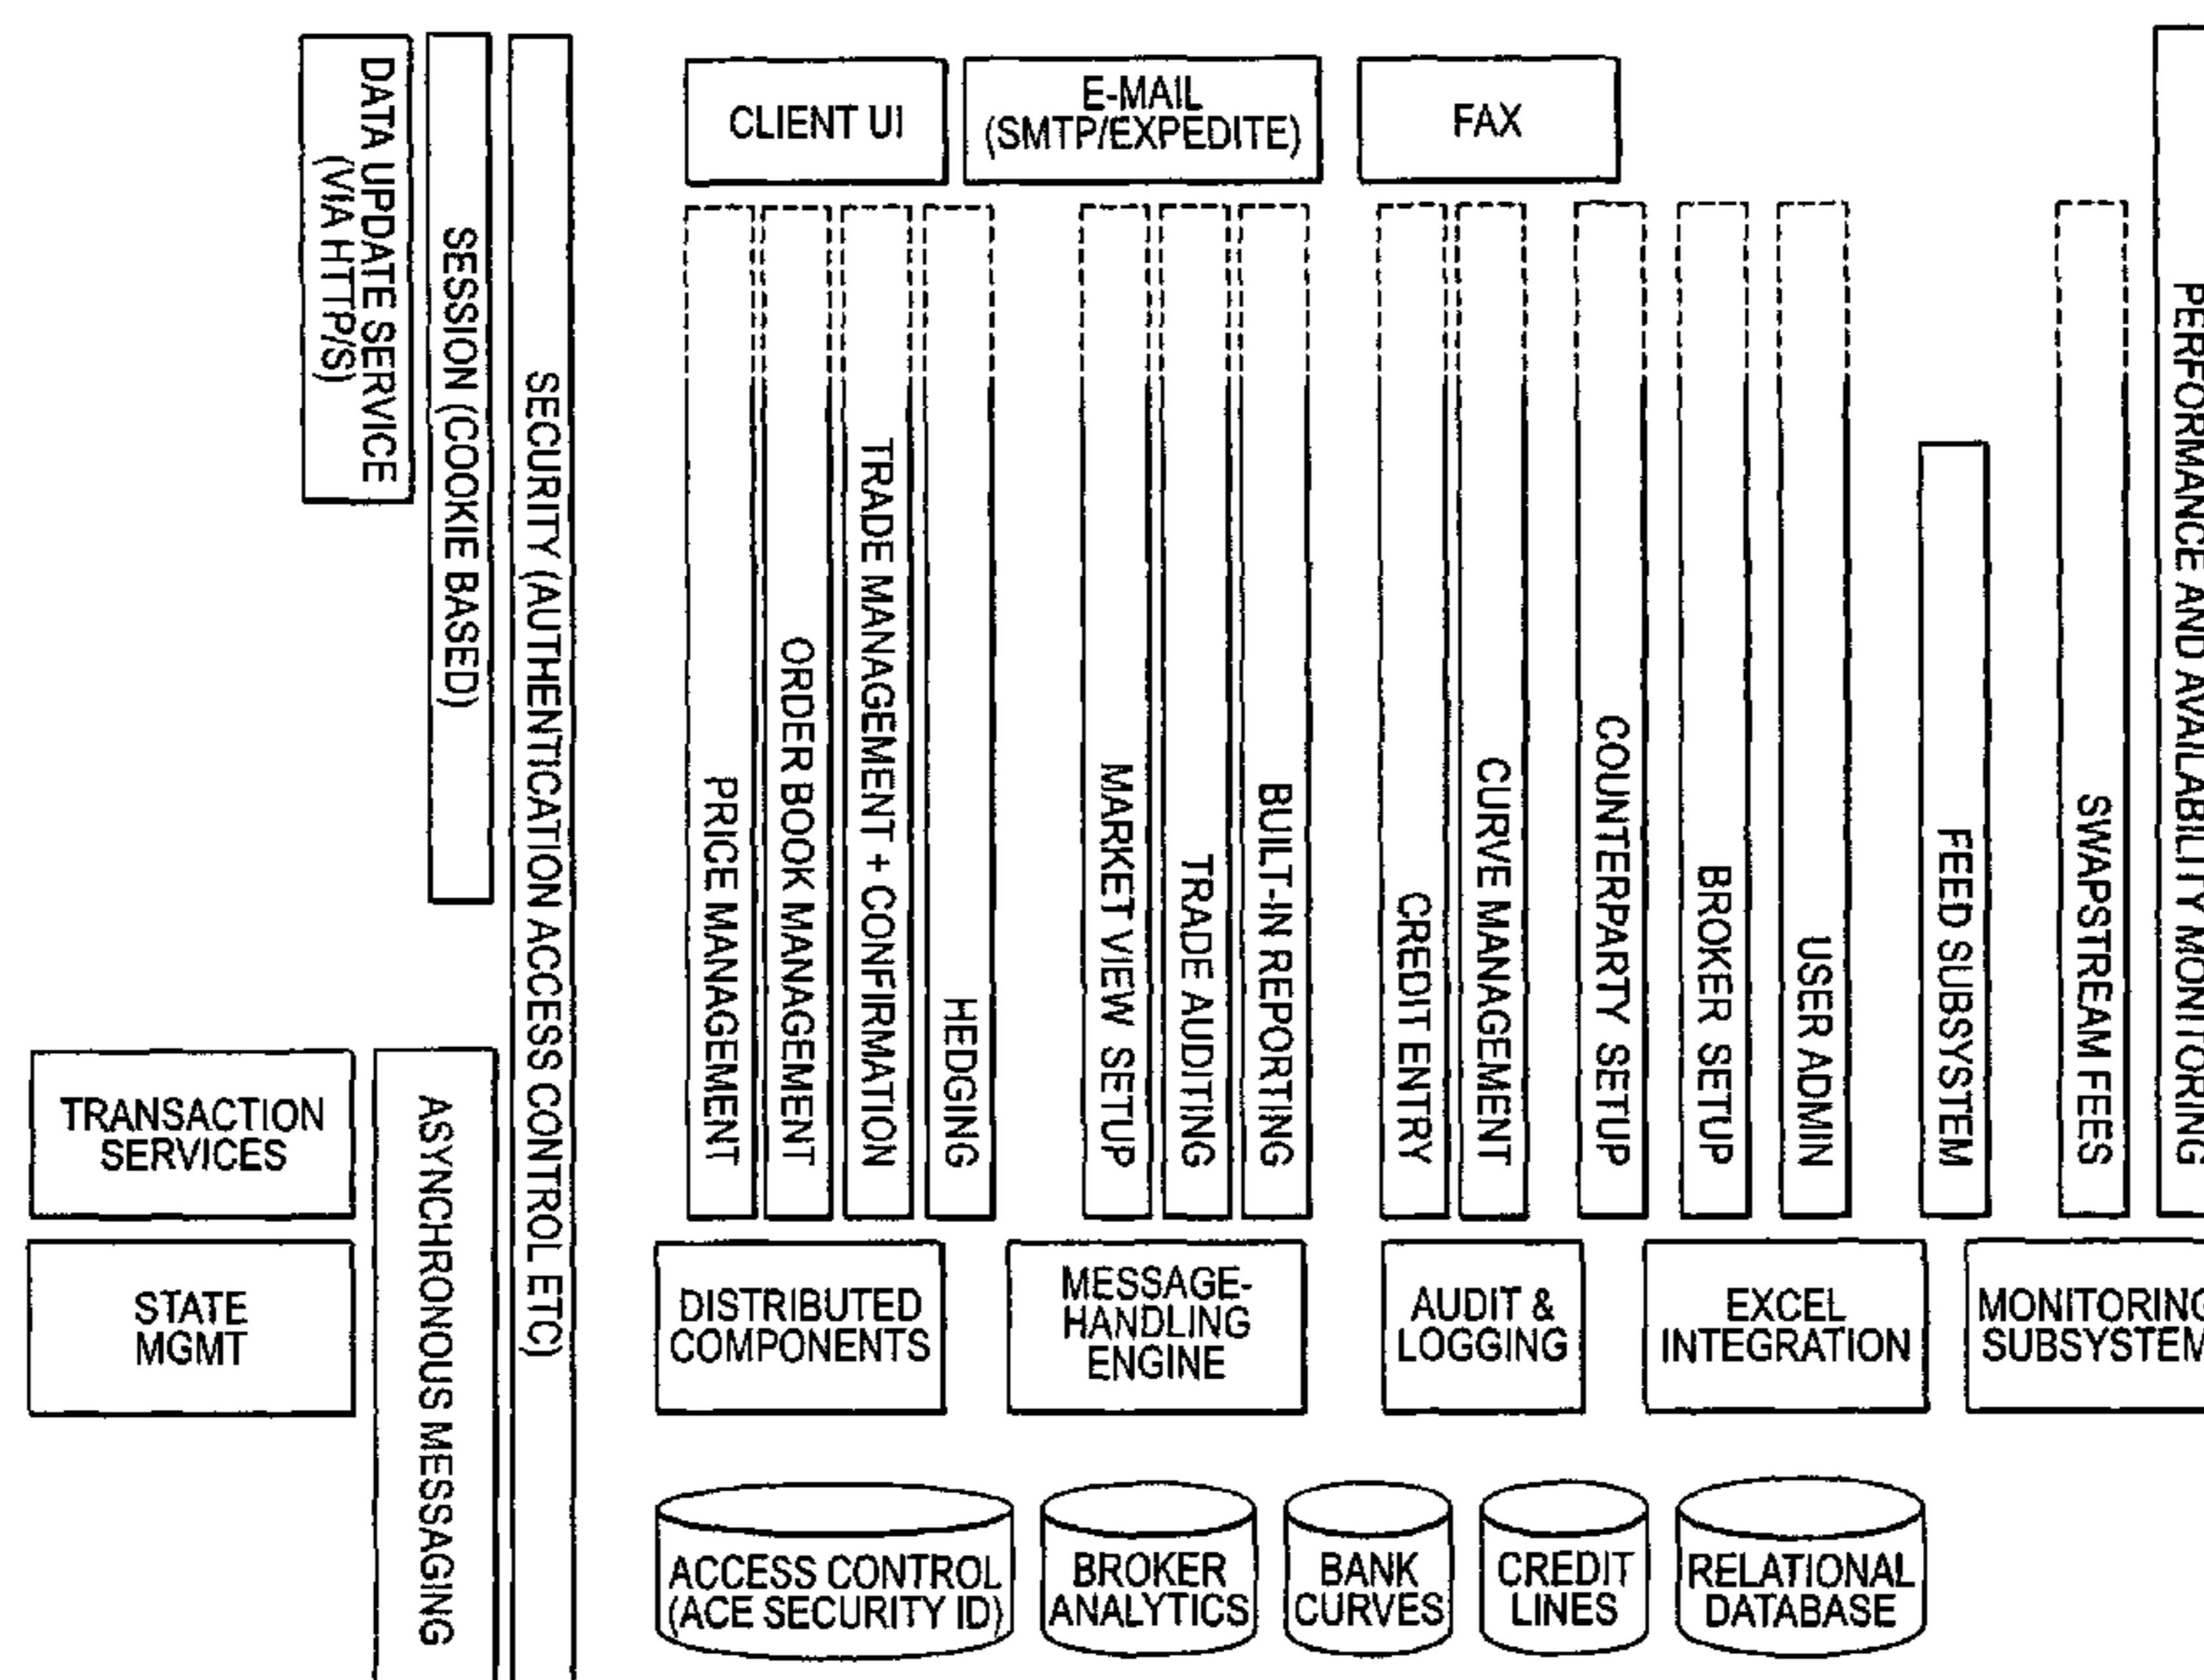 DATA UPDATE SERVICE
(VIA HTTP/S)
SESSION (COOKIE BASED)
SECURITY (AUTHENTICATION ACCESS CONTROL ETC)
CLIENT UI
E-MAIL
(SMTP/EXPEDITE)
FAX
PRICE MANAGEMENT
ORDER BOOK MANAGEMENT
TRADE MANAGEMENT + CONFIRMATION
HEDGING
MARKET VIEW SETUP
TRADE AUDITING
BUILT-IN REPORTING
CREDIT ENTRY
CURVE MANAGEMENT
COUNTERPARTY SETUP
BROKER SETUP
USER ADMIN
FEED SUBSYSTEM
SWAPSTREAM FEES
PERFORMANCE AND AVAILABILITY MONITORING
TRANSACTION
SERVICES
STATE
MGMT
ASYNCHRONOUS MESSAGING
DISTRIBUTED
COMPONENTS
MESSAGE-
HANDLING
ENGINE
AUDIT &
LOGGING
EXCEL
INTEGRATION
MONITORING
SUBSYSTEM
ACCESS CONTROL
(ACE SECURITY ID)
BROKER
ANALYTICS
BANK
CURVES
CREDIT
LINES
RELATIONAL
DATABASE